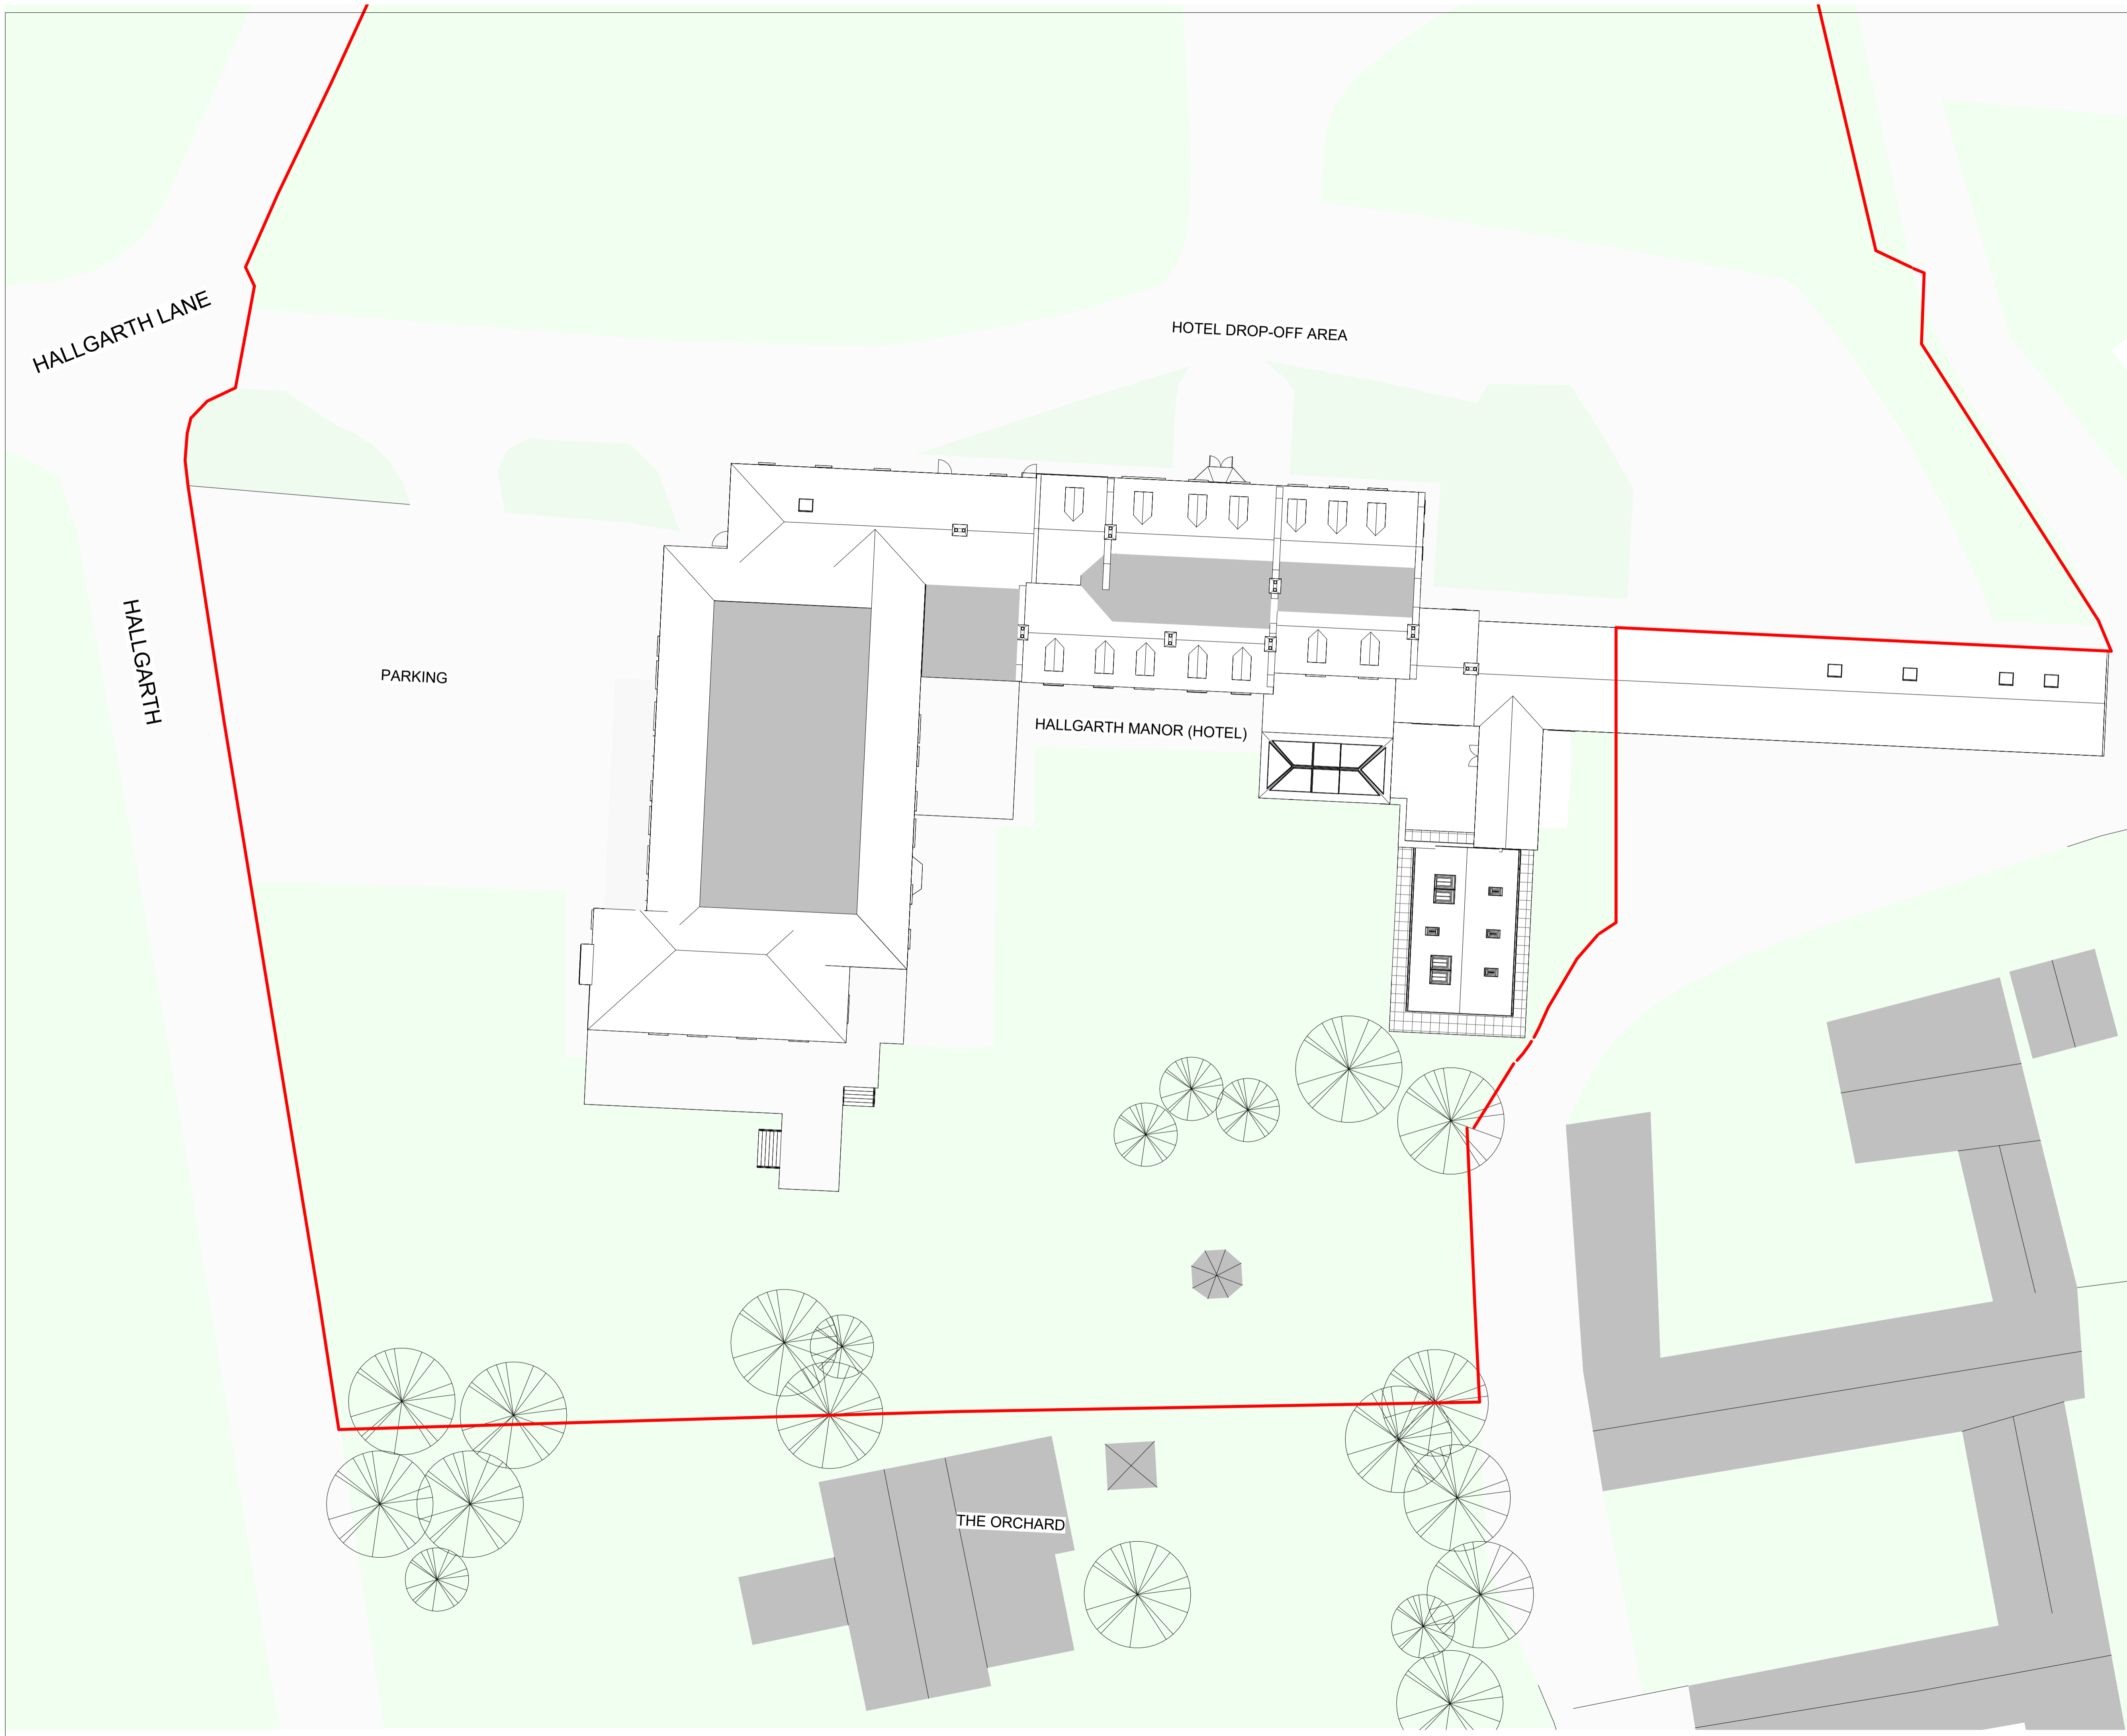 HALLGARTH LANE
HOTEL DROP-OFF AREA
HALLGARTH
PARKING
HALLGARTH MANOR (HOTEL)
THE ORCHARD